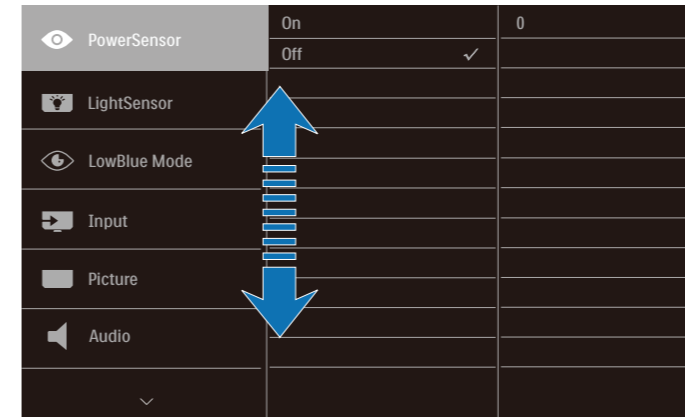 PowerSensor
On
0
Off
LightSensor
LowBlue Mode
Input
Picture
Audio